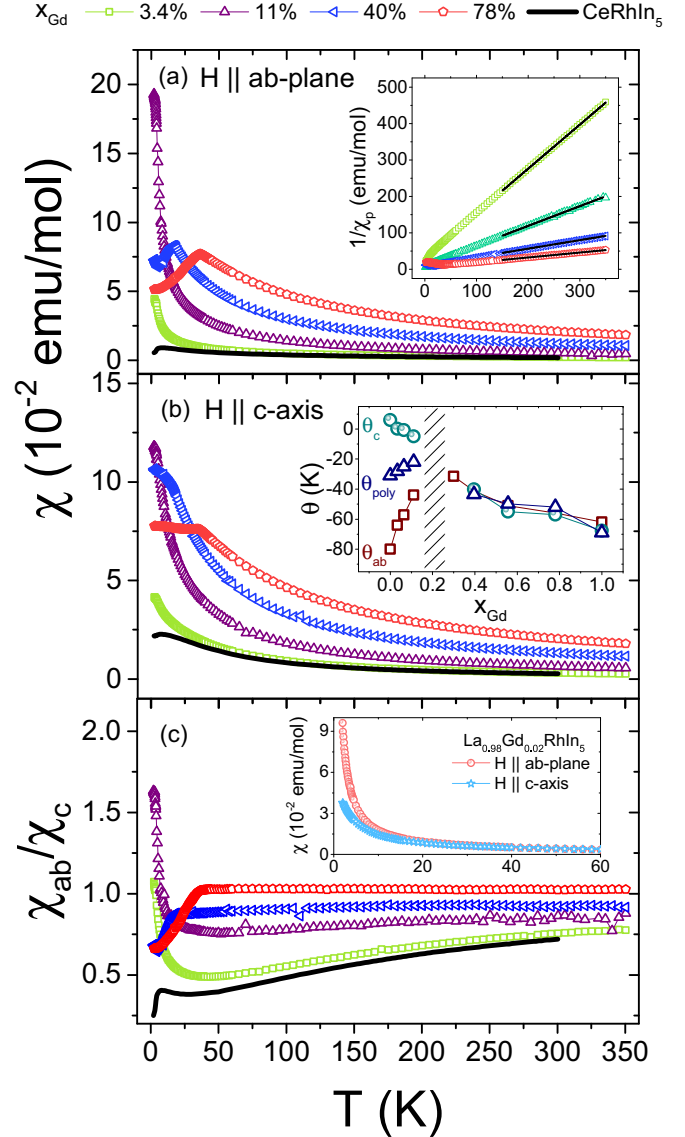 x_Gd 3.4% 11% 40% 78% CeRhIn_5
(a) H || ab-plane
20
15
10
5
0
500
400
300
200
100
0
1/χ_p (emu/mol)
0 100 200 300
χ (10^-2 emu/mol)
(b) H || c-axis
15
10
5
0
0
-20
-40
-60
-80
θ (K)
θ_c
θ_poly
θ_ab
0.0 0.2 0.4 0.6 0.8 1.0
x_Gd
(c)
2.0
1.5
1.0
0.5
χ_ab/χ_c
9
6
3
0
χ (10^-2 emu/mol)
La_0.98Gd_0.02RhIn_5
H || ab-plane
H || c-axis
0 20 40 60
0 50 100 150 200 250 300 350
T (K)